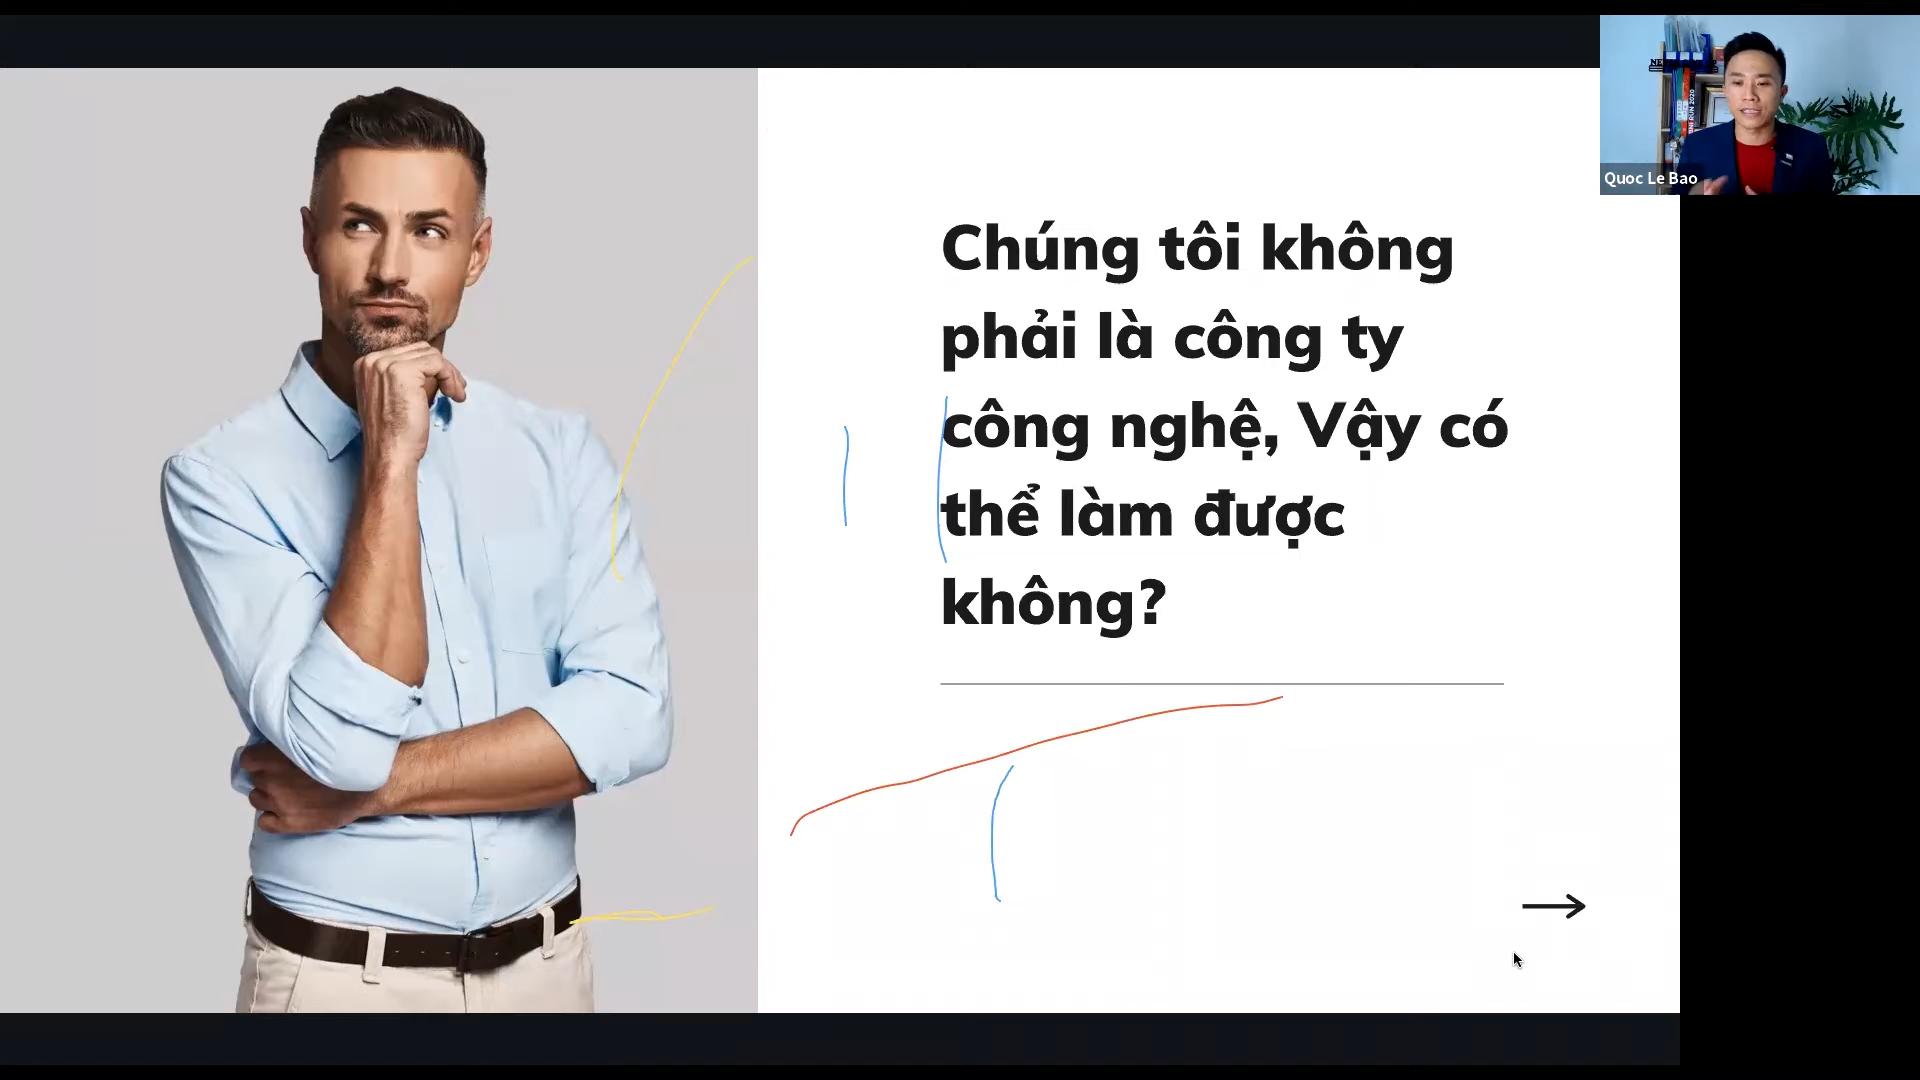 Chúng tôi không
phải là công ty
công nghệ, Vậy có
thể làm được
không?
Quoc Le Bao